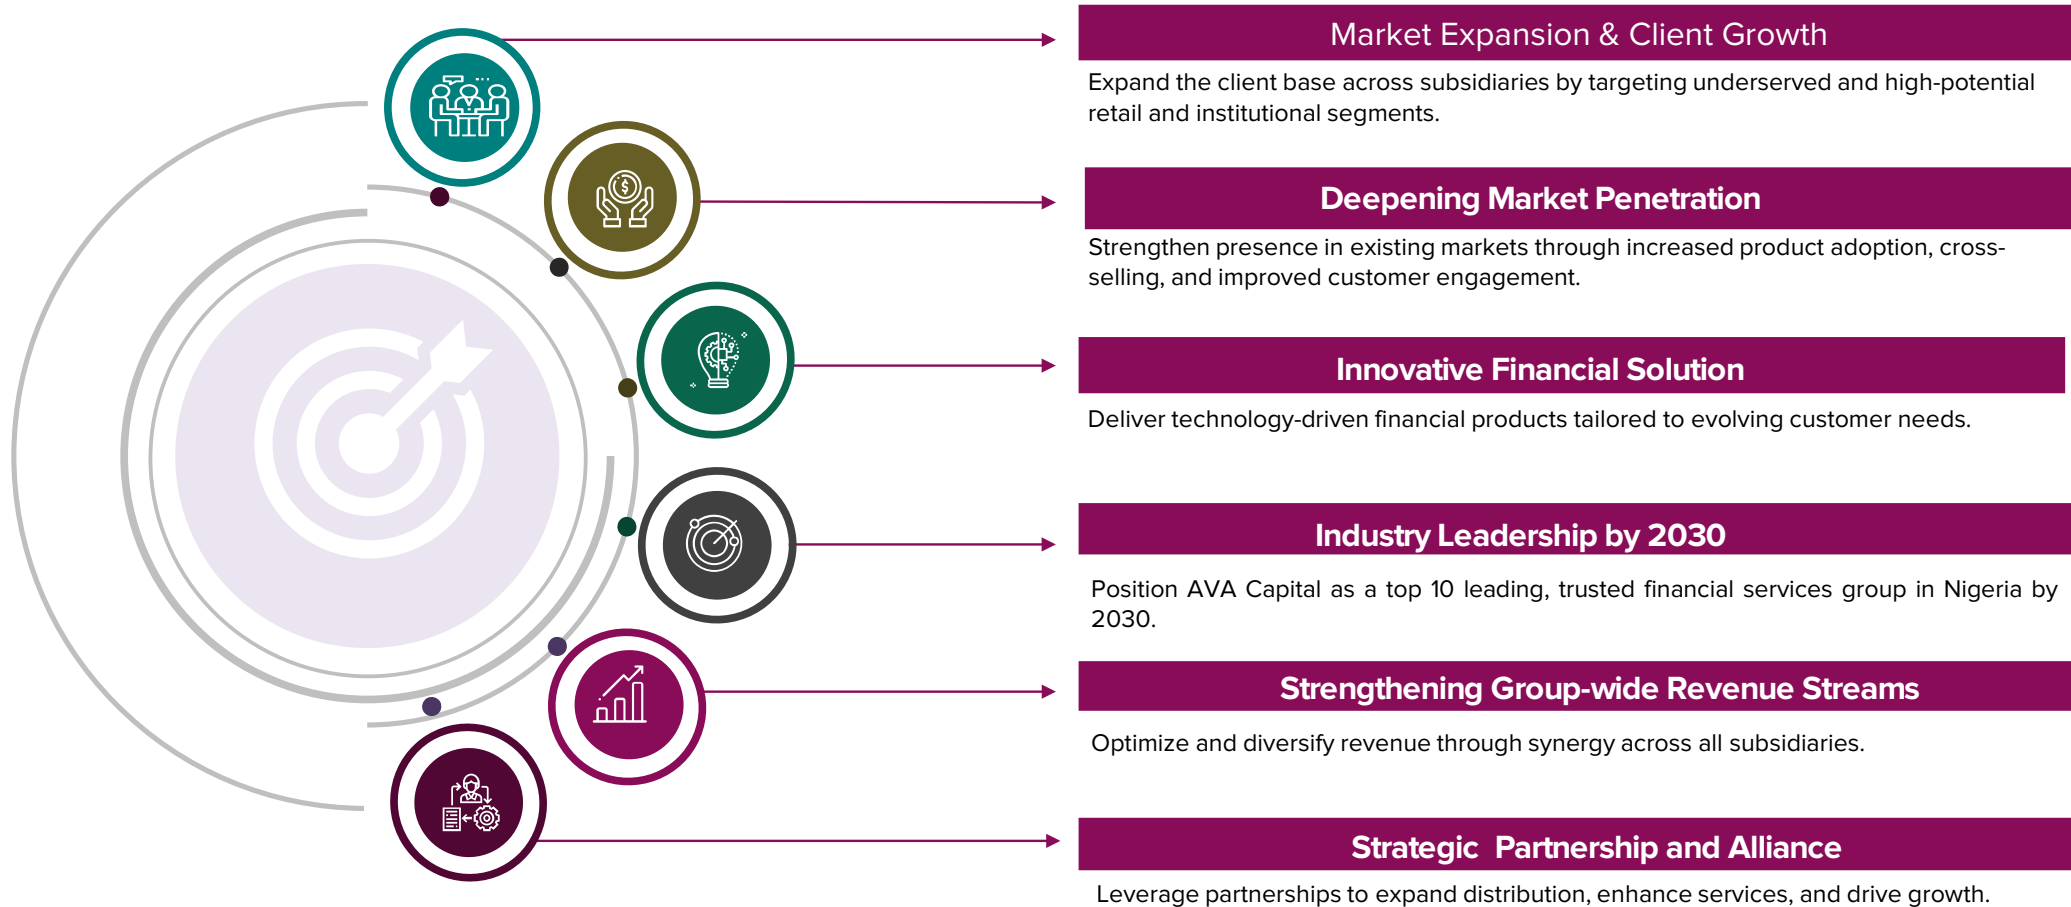 Market Expansion & Client Growth
Expand the client base across subsidiaries by targeting underserved and high-potential
retail and institutional segments.
Deepening Market Penetration
Strengthen presence in existing markets through increased product adoption, cross-
selling, and improved customer engagement.
Innovative Financial Solution
Deliver technology-driven financial products tailored to evolving customer needs.
Industry Leadership by 2030
Position AVA Capital as a top 10 leading, trusted financial services group in Nigeria by
2030.
Strengthening Group-wide Revenue Streams
Optimize and diversify revenue through synergy across all subsidiaries.
Strategic  Partnership and Alliance
Leverage partnerships to expand distribution, enhance services, and drive growth.